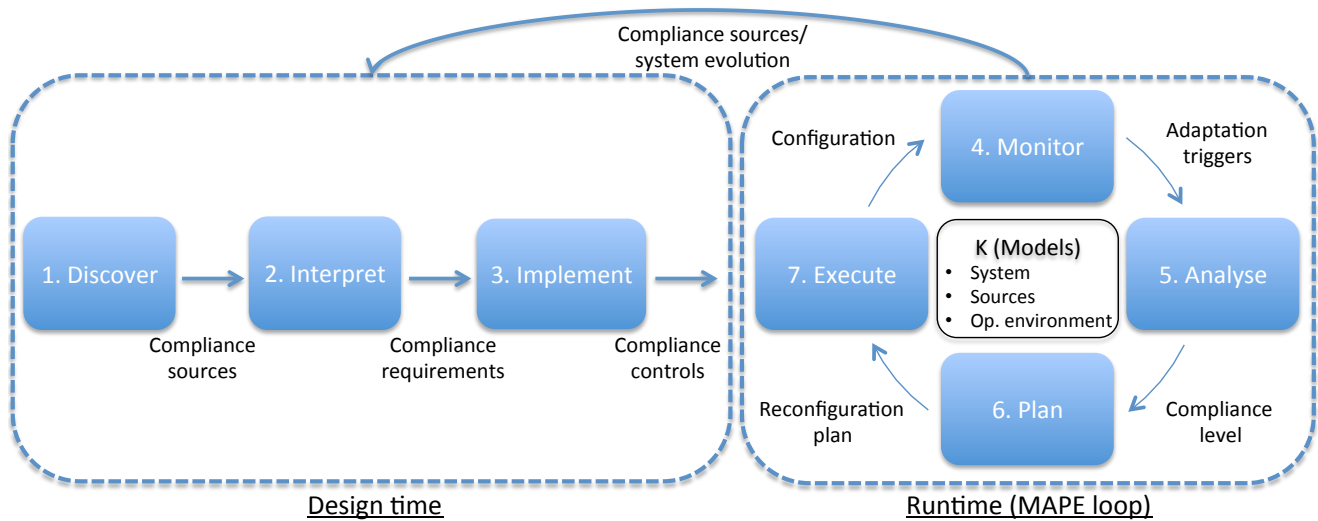 Compliance sources/
system evolution
1. Discover
2. Interpret
3. Implement
Compliance
sources
Compliance
requirements
Compliance
controls
Design time
Configuration
4. Monitor
Adaptation
triggers
7. Execute
K (Models)
• System
• Sources
• Op. environment
5. Analyse
Reconfiguration
plan
6. Plan
Compliance
level
Runtime (MAPE loop)